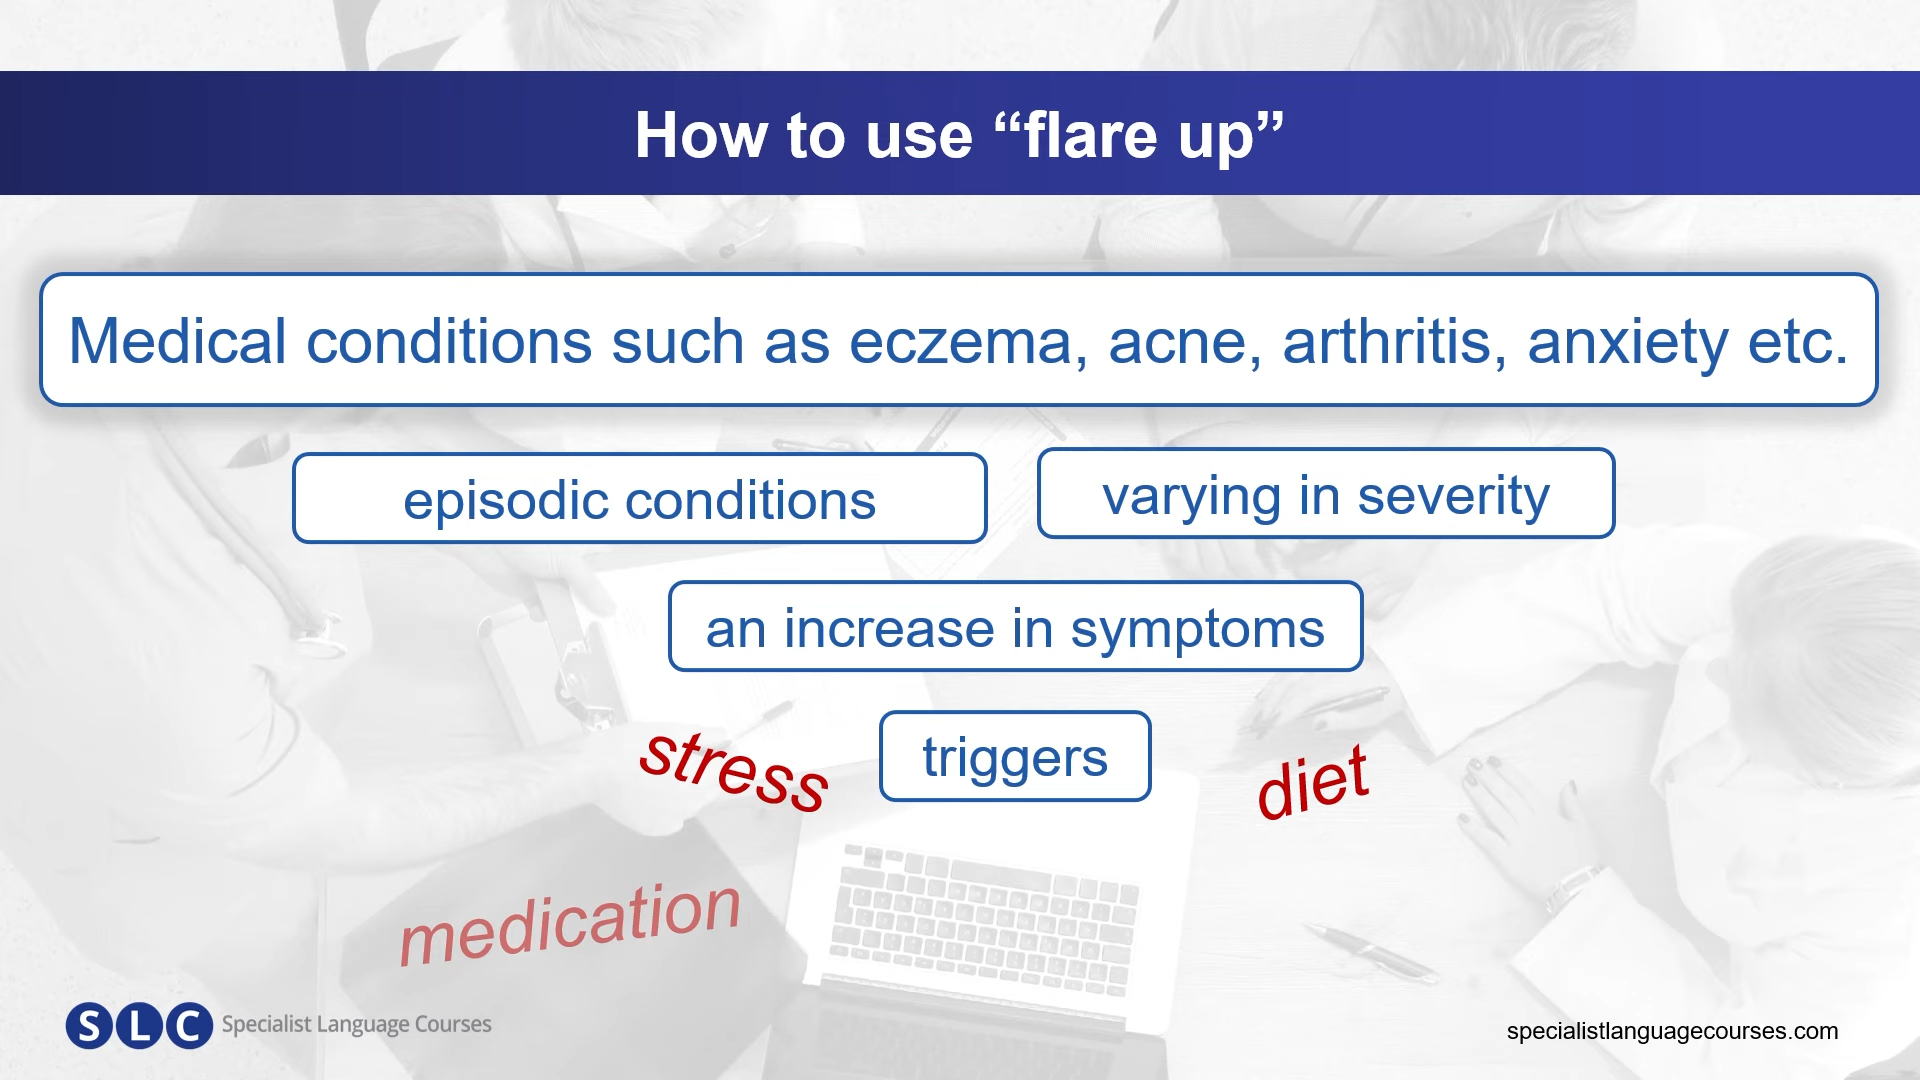 How to use “flare up”
Medical conditions such as eczema, acne, arthritis, anxiety etc.
episodic conditions
varying in severity
an increase in symptoms
triggers
stress
diet
medication
SLC Specialist Language Courses
specialistlanguagecourses.com